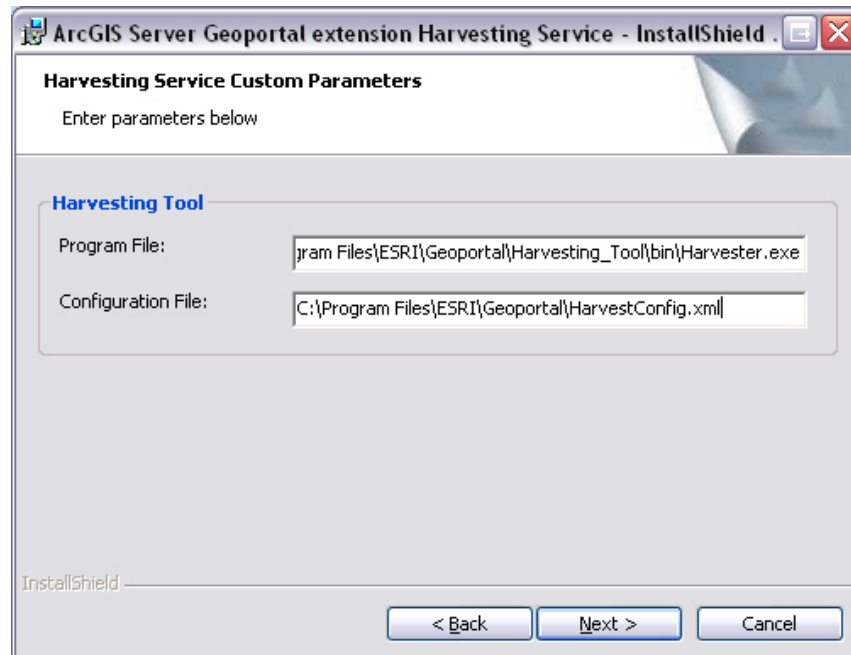 ArcGIS Server Geoportal extension Harvesting Service - InstallShield .
Harvesting Service Custom Parameters
Enter parameters below
Harvesting Tool
Program File:
gram Files\ESRI\Geoportal\Harvesting_Tool\bin\Harvester.exe
Configuration File:
C:\Program Files\ESRI\Geoportal\HarvestConfig.xml
InstallShield
< Back
Next >
Cancel